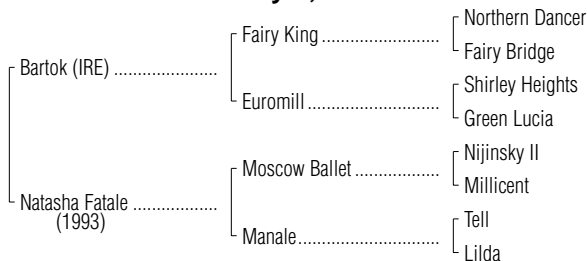 Northern Dancer
Fairy King ..............................
Fairy Bridge
Bartok (IRE) .....................
Shirley Heights
Euromill ..................................
Green Lucia
Nijinsky II
Moscow Ballet ......................
Millicent
Natasha Fatale .................
(1993)
Tell
Manale....................................
Lilda